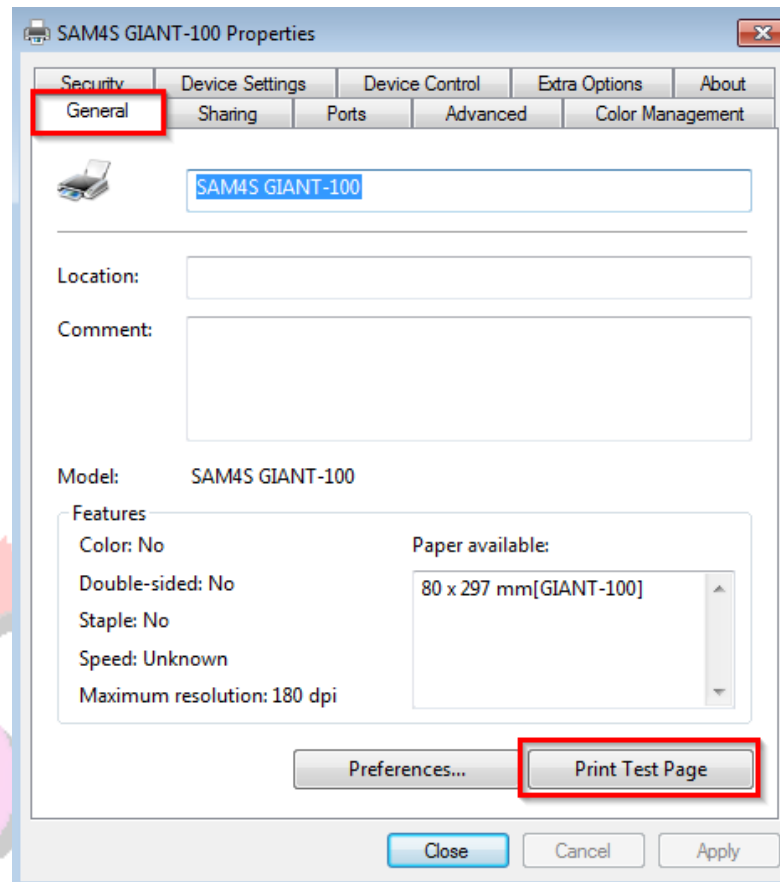 SAM4S GIANT-100 Properties
Security Device Settings Device Control Extra Options About
General Sharing Ports Advanced Color Management
SAM4S GIANT-100
Location:
Comment:
Model: SAM4S GIANT-100
Features
Color: No
Paper available:
Double-sided: No
80 x 297 mm[GIANT-100]
Staple: No
Speed: Unknown
Maximum resolution: 180 dpi
Preferences... Print Test Page
Close Cancel Apply